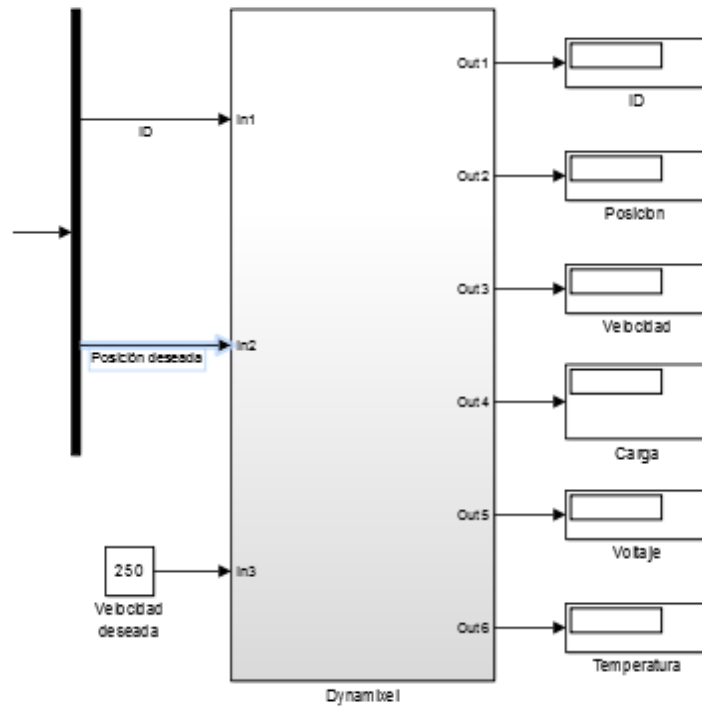 Out1
ID
In1
ID
Out2
Posicion
Out3
Velocidad
In2
Posición deseada
Out4
Carga
Out5
Voltaje
250
In3
Velocidad
deseada
Out6
Temperatura
Dynamixel